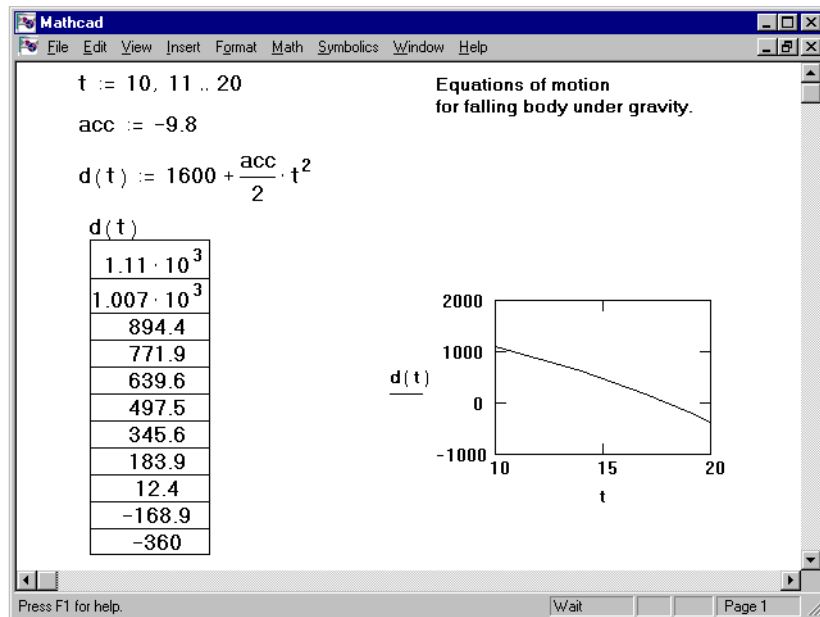 Mathcad
File Edit View Insert Format Math Symbolics Window Help
t := 10, 11 .. 20
Equations of motion
for falling body under gravity.
acc := -9.8
d(t) := 1600 + acc/2 · t²
d(t)
1.11 · 10³
1.007 · 10³
894.4
771.9
639.6
497.5
345.6
183.9
12.4
-168.9
-360
2000
1000
0
-1000
d(t)
10 15 20
t
Press F1 for help. Wait Page 1